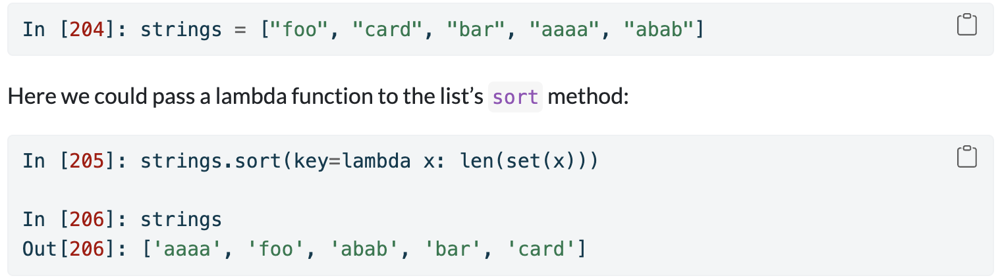 In [204]: strings = ["foo", "card", "bar", "aaaa", "abab"]
Here we could pass a lambda function to the list’s sort method:
In [205]: strings.sort(key=lambda x: len(set(x)))
In [206]: strings
Out[206]: ['aaaa', 'foo', 'abab', 'bar', 'card']